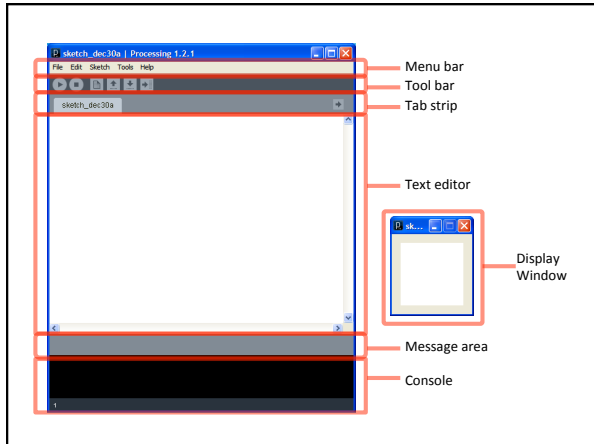 sketch_dec30a | Processing 1.2.1
File Edit Sketch Tools Help
sketch_dec30a
1
Menu bar
Tool bar
Tab strip
Text editor
sk...
Display
Window
Message area
Console